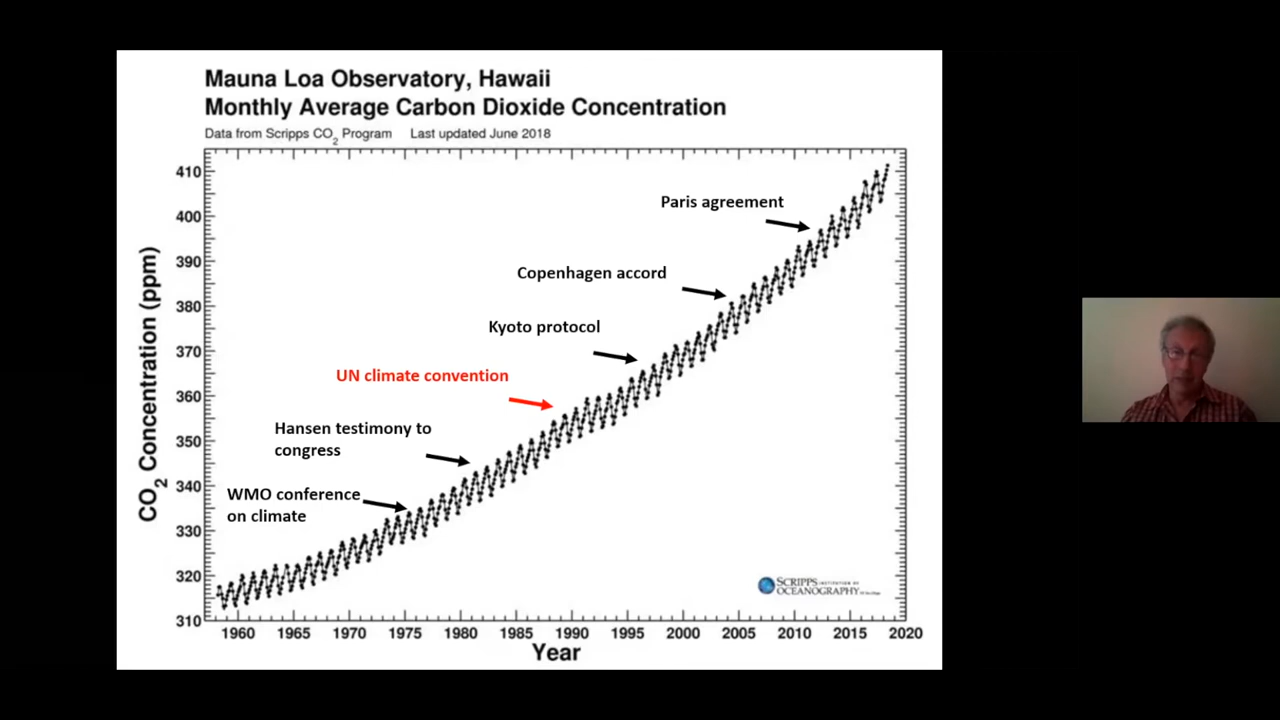 Mauna Loa Observatory, Hawaii
Monthly Average Carbon Dioxide Concentration
Data from Scripps CO2 Program Last updated June 2018
CO2 Concentration (ppm)
410
400
390
380
370
360
350
340
330
320
310
Paris agreement
Copenhagen accord
Kyoto protocol
UN climate convention
Hansen testimony to
congress
WMO conference
on climate
SCRIPPS INSTITUTION OF
OCEANOGRAPHY
1960 1965 1970 1975 1980 1985 1990 1995 2000 2005 2010 2015 2020
Year